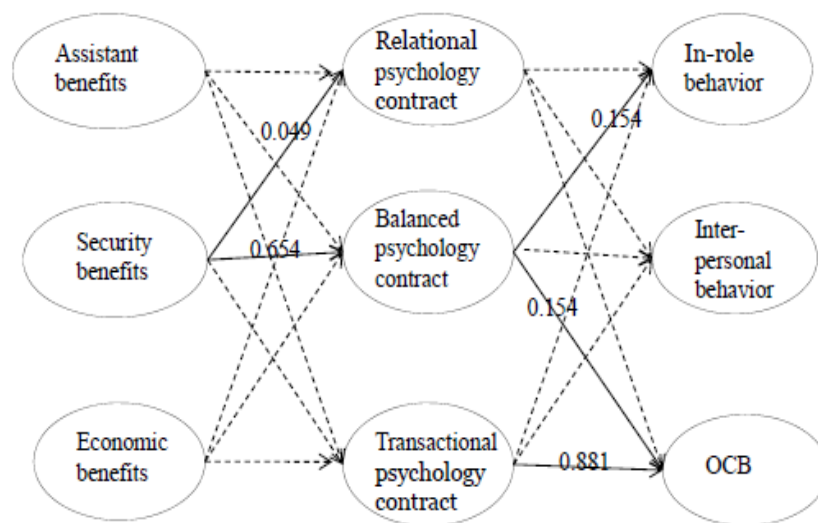 Assistant
benefits
Relational
psychology
contract
In-role
behavior
0.049
0.154
Security
benefits
0.654
Balanced
psychology
contract
Inter-
personal
behavior
0.154
Economic
benefits
Transactional
psychology
contract
0.881
OCB